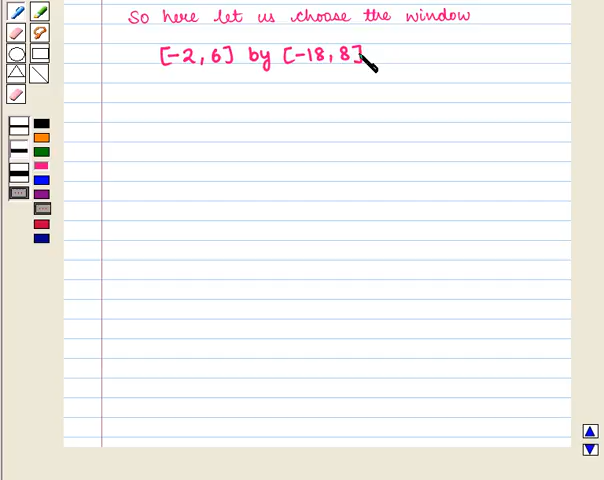 So here let us choose the window
[-2, 6] by [-18, 8]